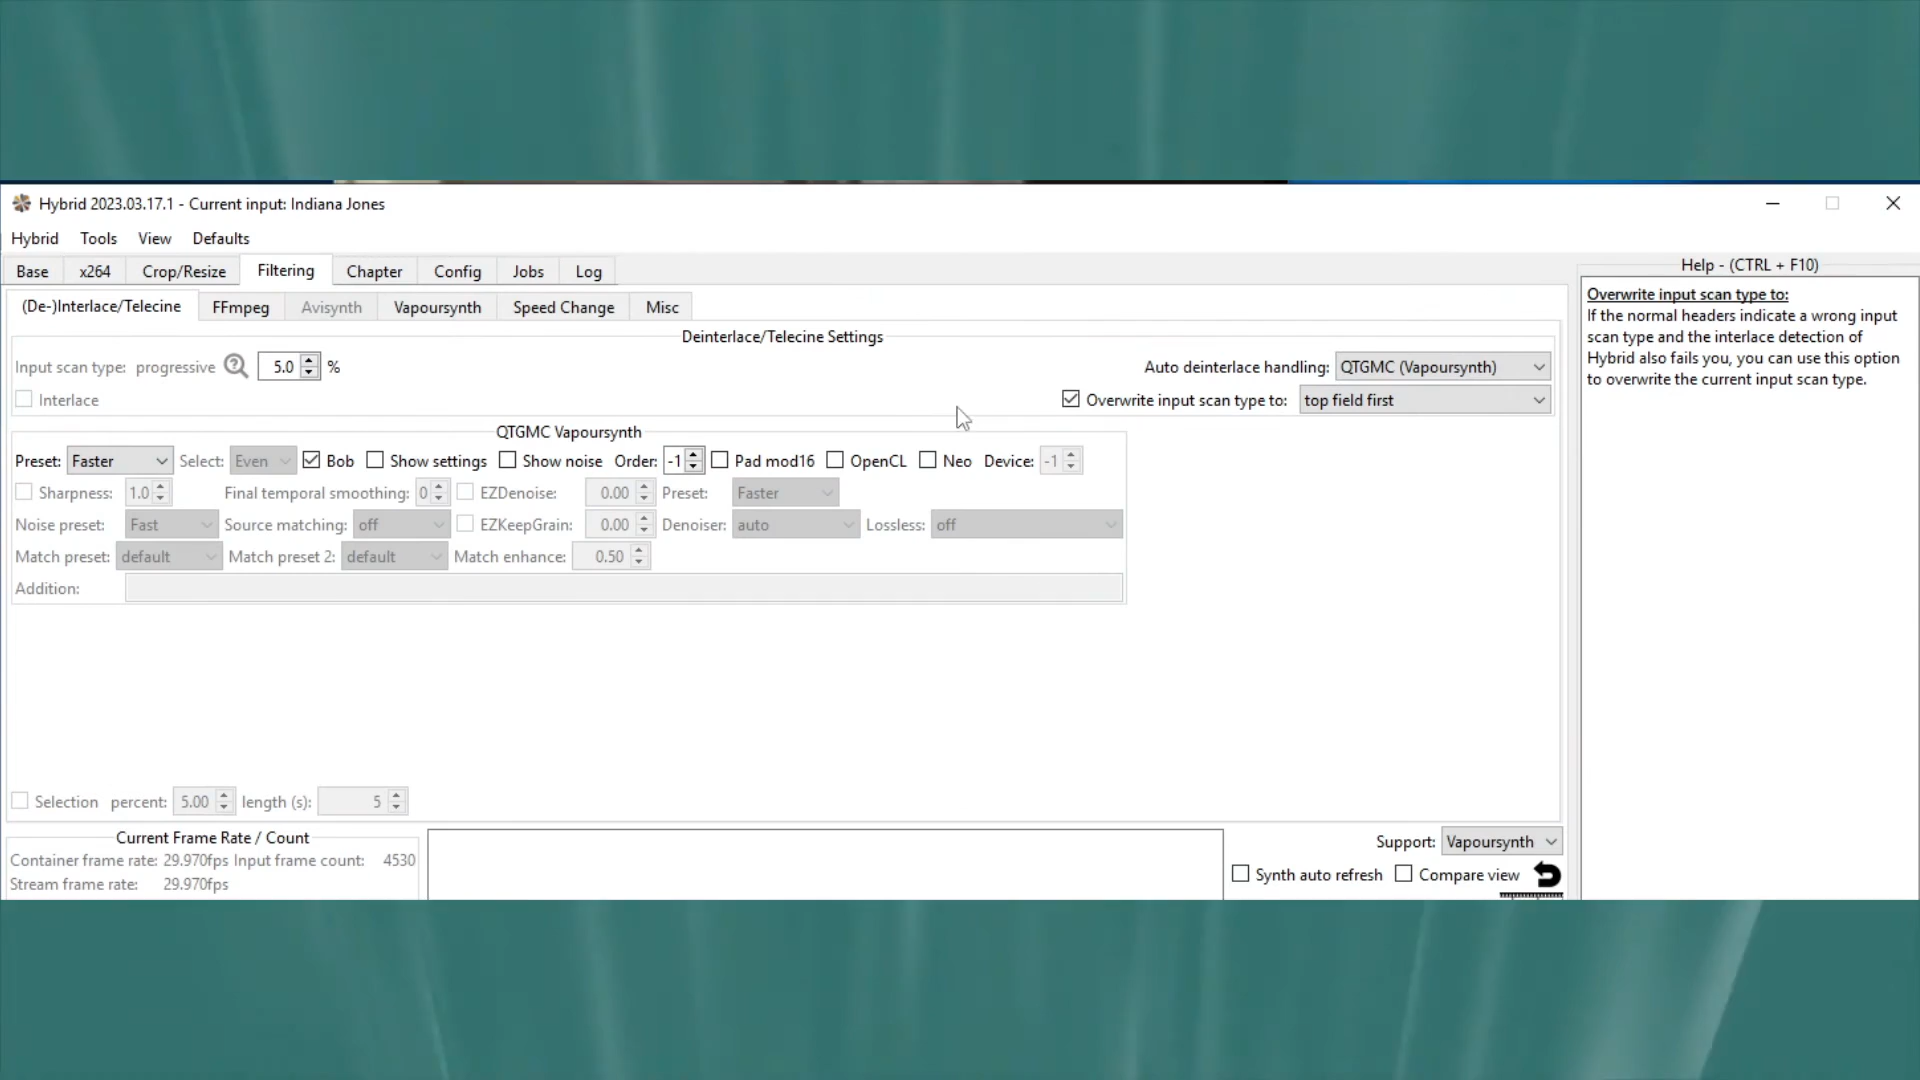 Hybrid 2023.03.17.1 - Current input: Indiana Jones
Hybrid Tools View Defaults
Base x264 Crop/Resize Filtering Chapter Config Jobs Log
Help - (CTRL + F10)
(De-)Interlace/Telecine FFmpeg Avisynth Vapoursynth Speed Change Misc
Overwrite input scan type to:
If the normal headers indicate a wrong input
scan type and the interlace detection of
Hybrid also fails you, you can use this option
to overwrite the current input scan type.
Deinterlace/Telecine Settings
Input scan type: progressive 5.0 % Auto deinterlace handling: QTGMC (Vapoursynth)
Interlace Overwrite input scan type to: top field first
QTGMC Vapoursynth
Preset: Faster Select: Even Bob Show settings Show noise Order: -1 Pad mod16 OpenCL Neo Device: -1
Sharpness: 1.0 Final temporal smoothing: 0 EZDenoise: 0.00 Preset: Faster
Noise preset: Fast Source matching: off EZKeepGrain: 0.00 Denoiser: auto Lossless: off
Match preset: default Match preset 2: default Match enhance: 0.50
Addition:
Selection percent: 5.00 length (s): 5
Current Frame Rate / Count
Container frame rate: 29.970fps Input frame count: 4530
Stream frame rate: 29.970fps
Support: Vapoursynth
Synth auto refresh Compare view